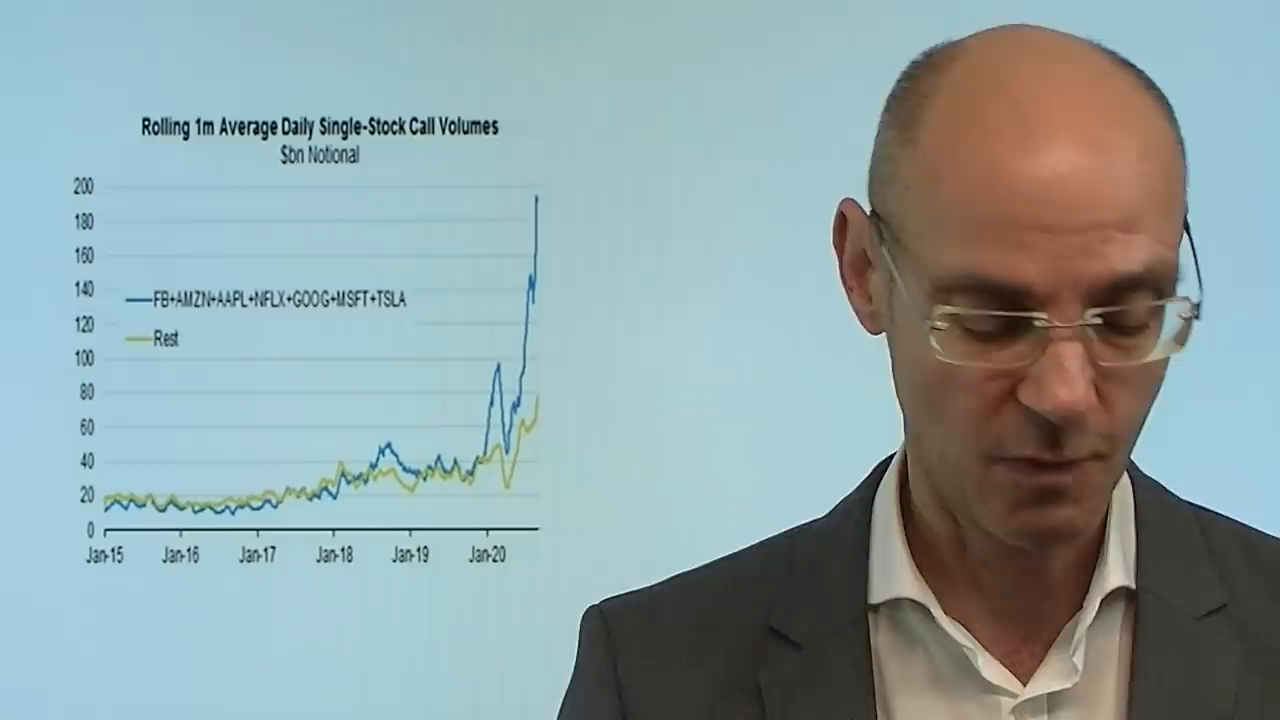 Rolling 1m Average Daily Single-Stock Call Volumes
$bn Notional
200
180
160
140
120
100
80
60
40
20
0
FB+AMZN+AAPL+NFLX+GOOG+MSFT+TSLA
Rest
Jan-15 Jan-16 Jan-17 Jan-18 Jan-19 Jan-20